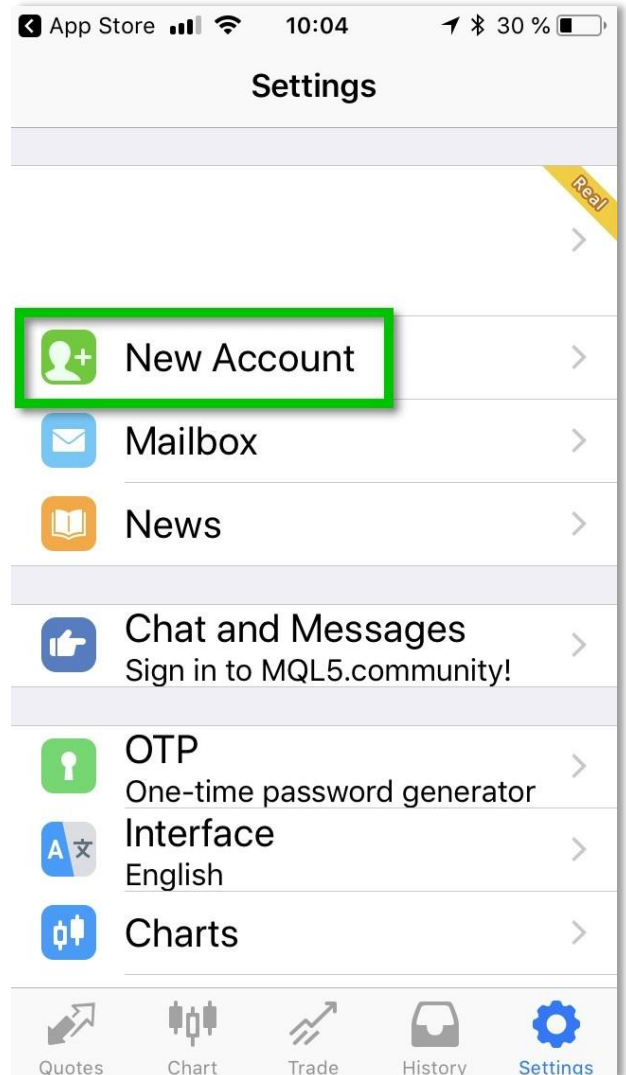 App Store 10:04 30 %
Settings
Real
New Account
Mailbox
News
Chat and Messages
Sign in to MQL5.community!
OTP
One-time password generator
A 文 Interface
English
Charts
Quotes Chart Trade History Settings